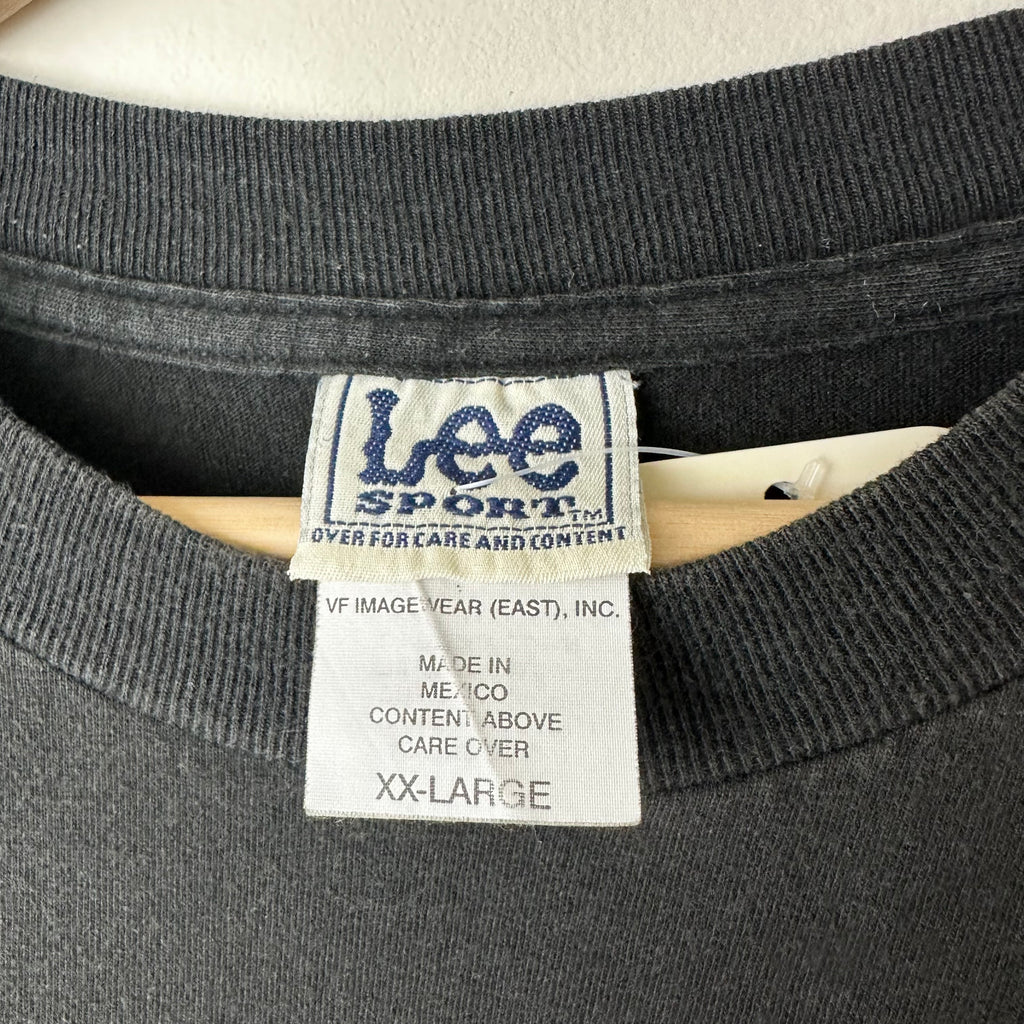 Lee
SPORT™
OVER FOR CARE AND CONTENT
VF IMAGEWEAR (EAST), INC.
MADE IN
MEXICO
CONTENT ABOVE
CARE OVER
XX-LARGE